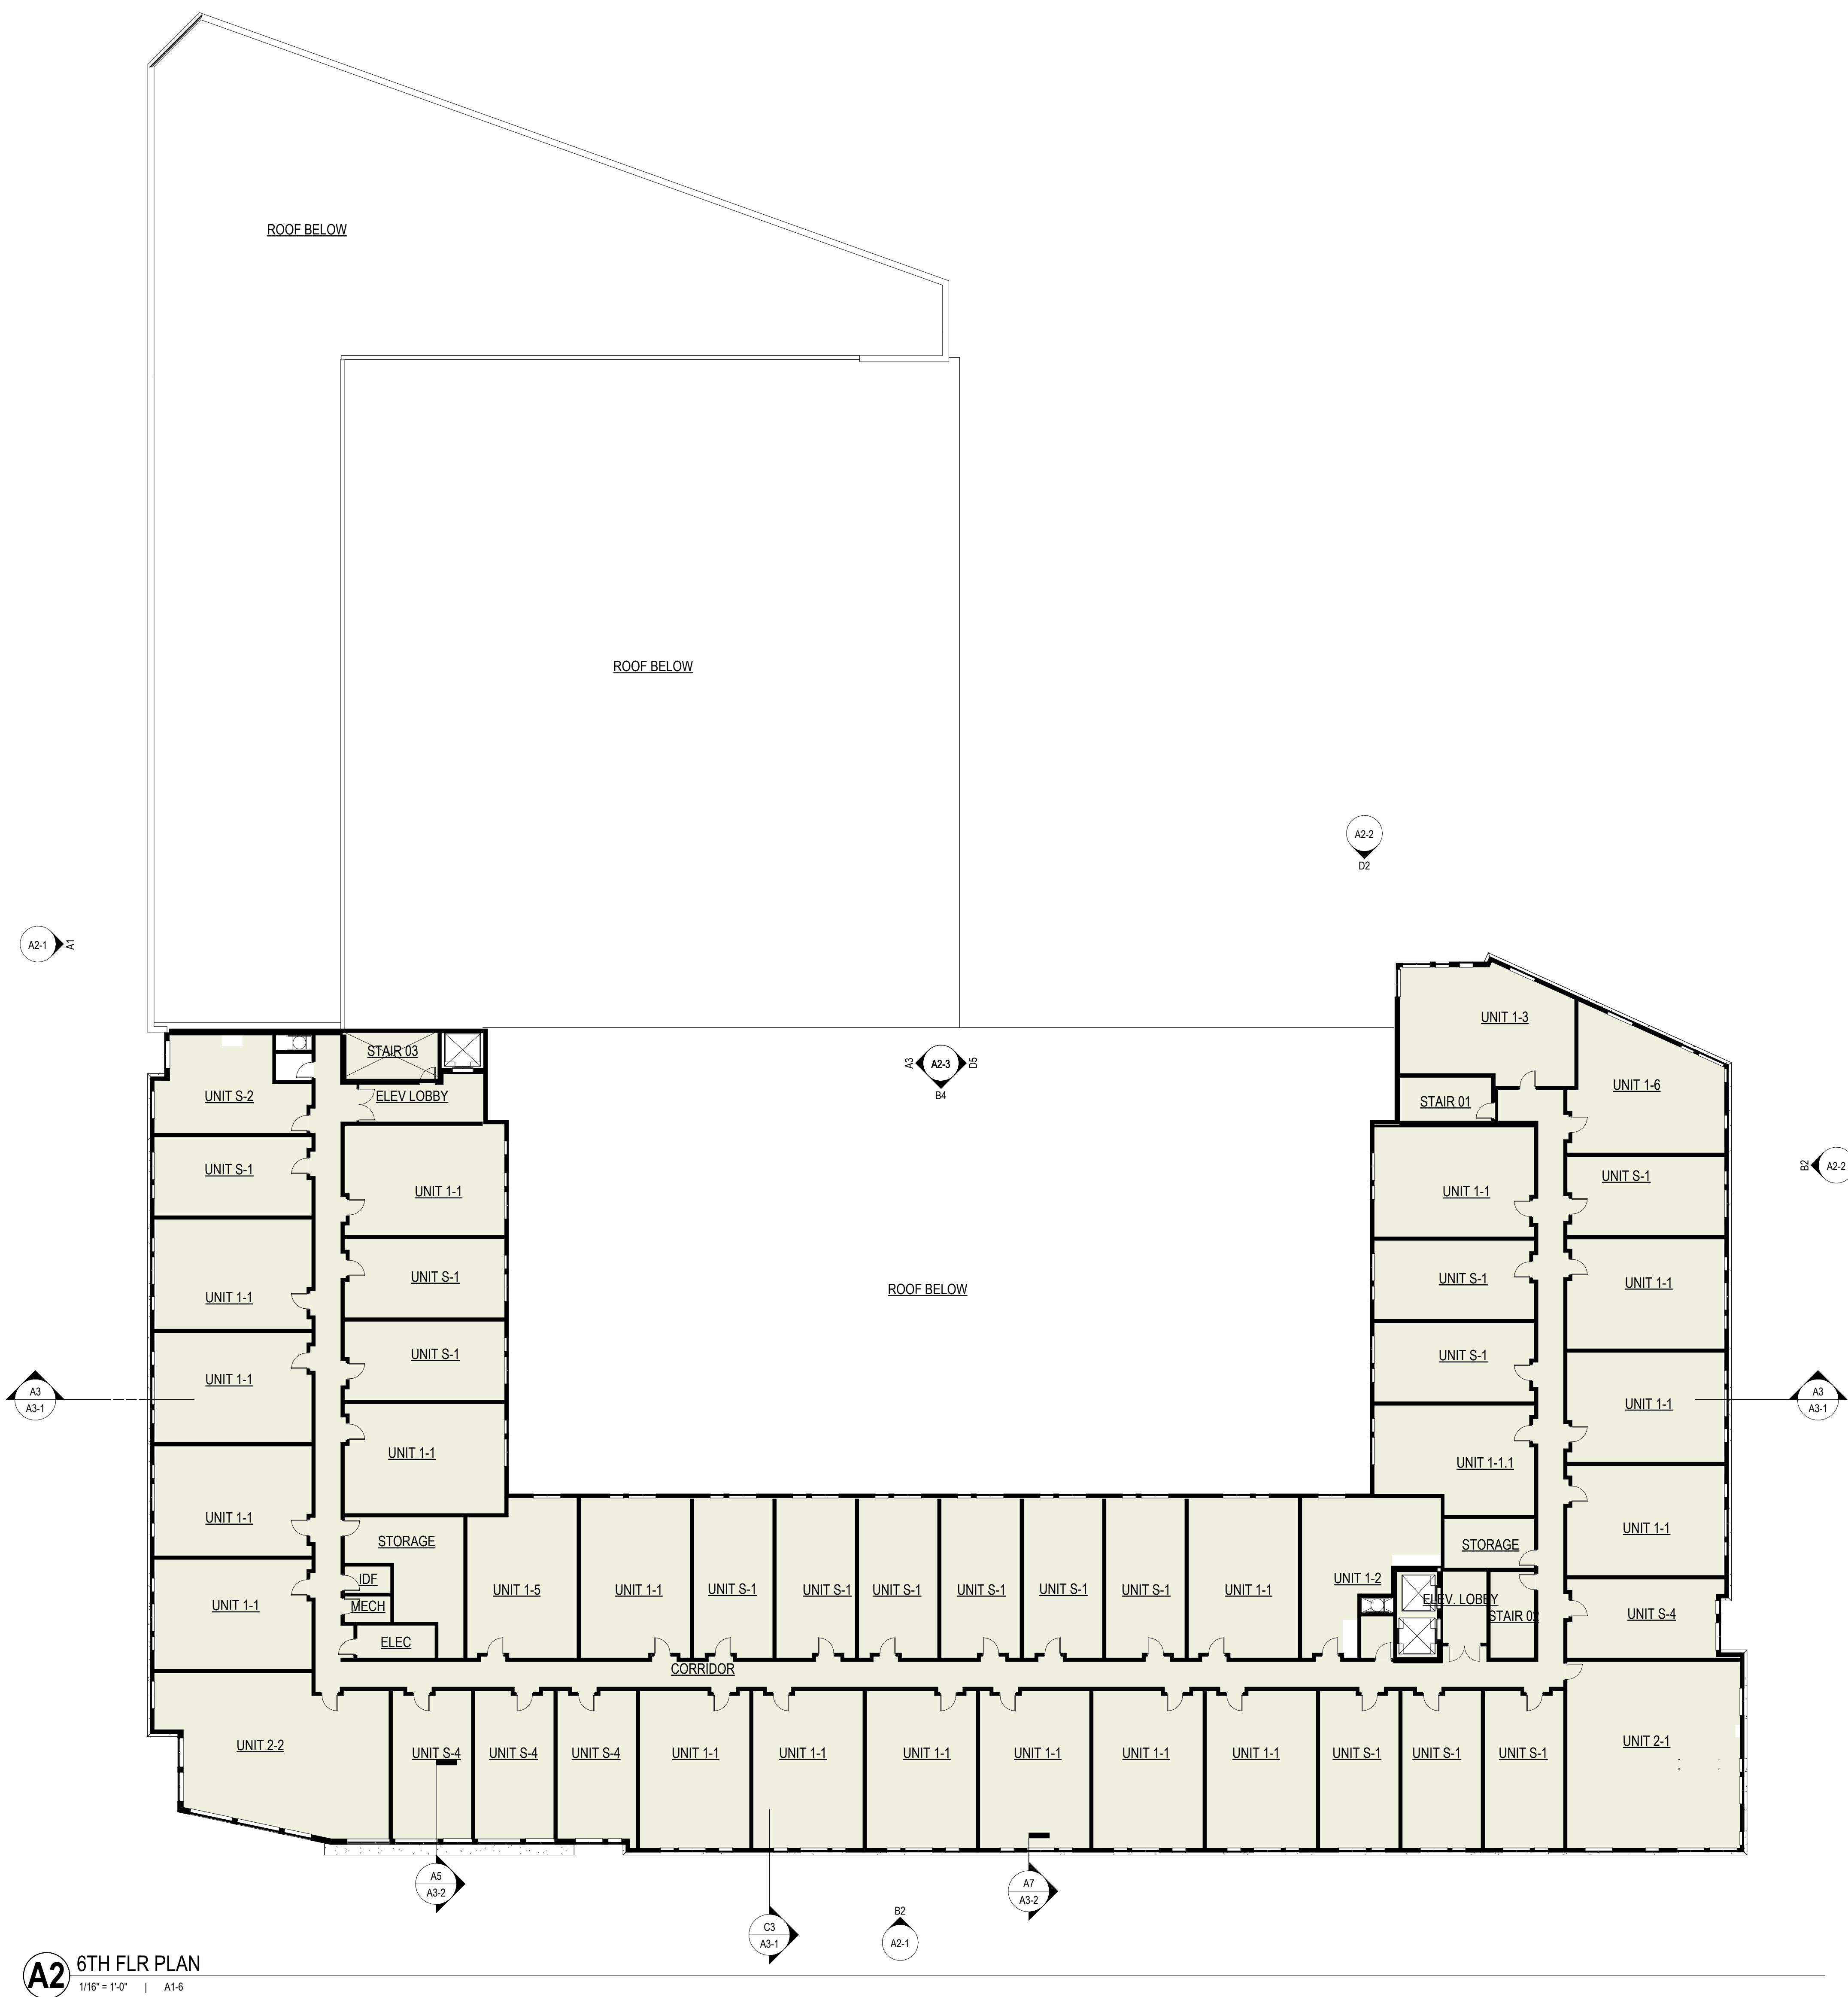 ROOF BELOW
ROOF BELOW
A2-2
D2
A2-1
A1
UNIT 1-3
A3
A2-3
D5
B4
STAIR 03
UNIT S-2
ELEV LOBBY
STAIR 01
UNIT 1-6
UNIT S-1
UNIT 1-1
UNIT 1-1
UNIT S-1
B2
A2-2
UNIT S-1
ROOF BELOW
UNIT S-1
UNIT 1-1
UNIT 1-1
UNIT S-1
UNIT S-1
UNIT 1-1
UNIT 1-1
A3
A3-1
A3
A3-1
UNIT 1-1
UNIT 1-1.1
UNIT 1-1
STORAGE
STORAGE
UNIT 1-1
IDF
UNIT 1-5
UNIT 1-1
UNIT S-1
UNIT S-1
UNIT S-1
UNIT S-1
UNIT S-1
UNIT S-1
UNIT 1-1
UNIT 1-2
UNIT 1-1
MECH
ELEV. LOBBY
STAIR 02
UNIT S-4
ELEC
CORRIDOR
UNIT 2-2
UNIT S-4
UNIT S-4
UNIT S-4
UNIT 1-1
UNIT 1-1
UNIT 1-1
UNIT 1-1
UNIT 1-1
UNIT 1-1
UNIT S-1
UNIT S-1
UNIT S-1
UNIT 2-1
A5
A3-2
A7
A3-2
C3
A3-1
B2
A2-1
A2
6TH FLR PLAN
1/16" = 1'-0" | A1-6